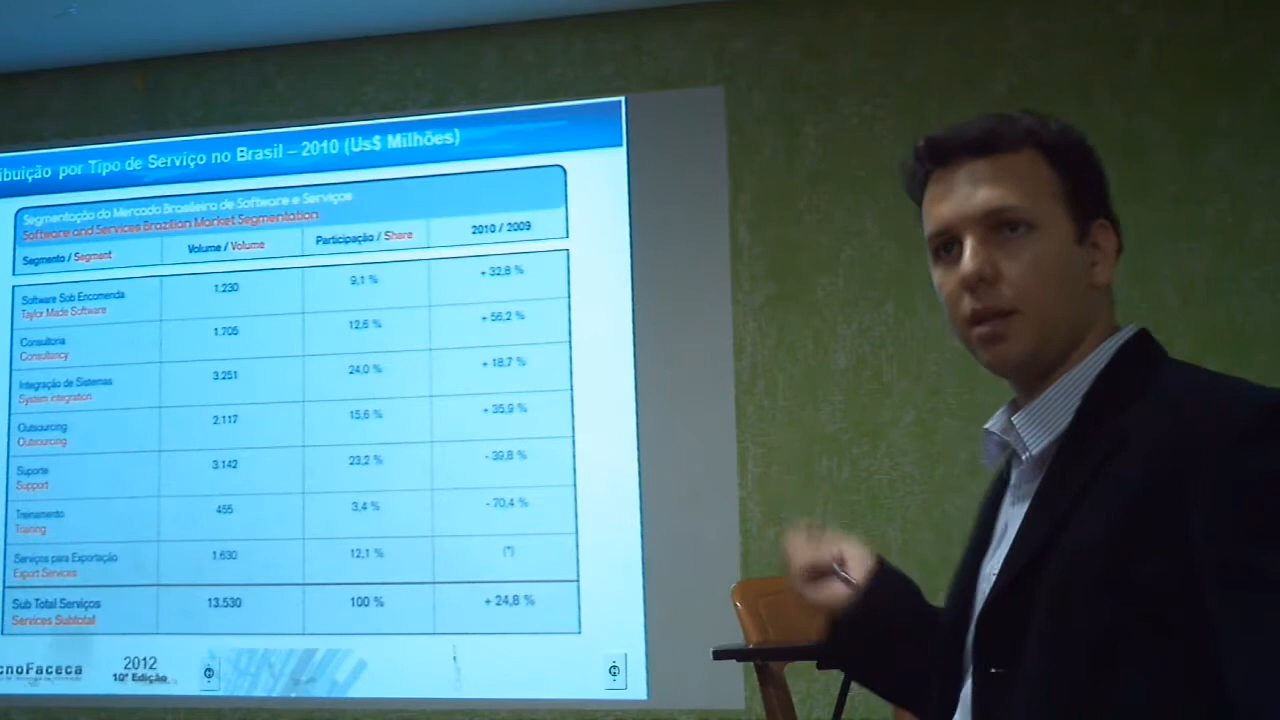 ibuição por Tipo de Serviço no Brasil – 2010 (Us$ Milhões)
Segmentação do Mercado Brasileiro de Software e Serviços
Software and Services Brazilian Market Segmentation
Segmento / Segment Volume / Volume Participação / Share 2010 / 2009
Software Sob Encomenda 1.230 9,1 % + 32,8 %
Taylor Made Software
Consultoria 1.705 12,6 % + 56,2 %
Consultancy
Integração de Sistemas 3.251 24,0 % + 18,7 %
System integration
Outsourcing 2.117 15,6 % + 35,9 %
Outsourcing
Suporte 3.142 23,2 % - 39,8 %
Support
Treinamento 455 3,4 % - 70,4 %
Training
Serviços para Exportação 1.630 12,1 % (*)
Export Services
Sub Total Serviços 13.530 100 % + 24,8 %
Services Subtotal
cnoFaceca 2012
10ª Edição